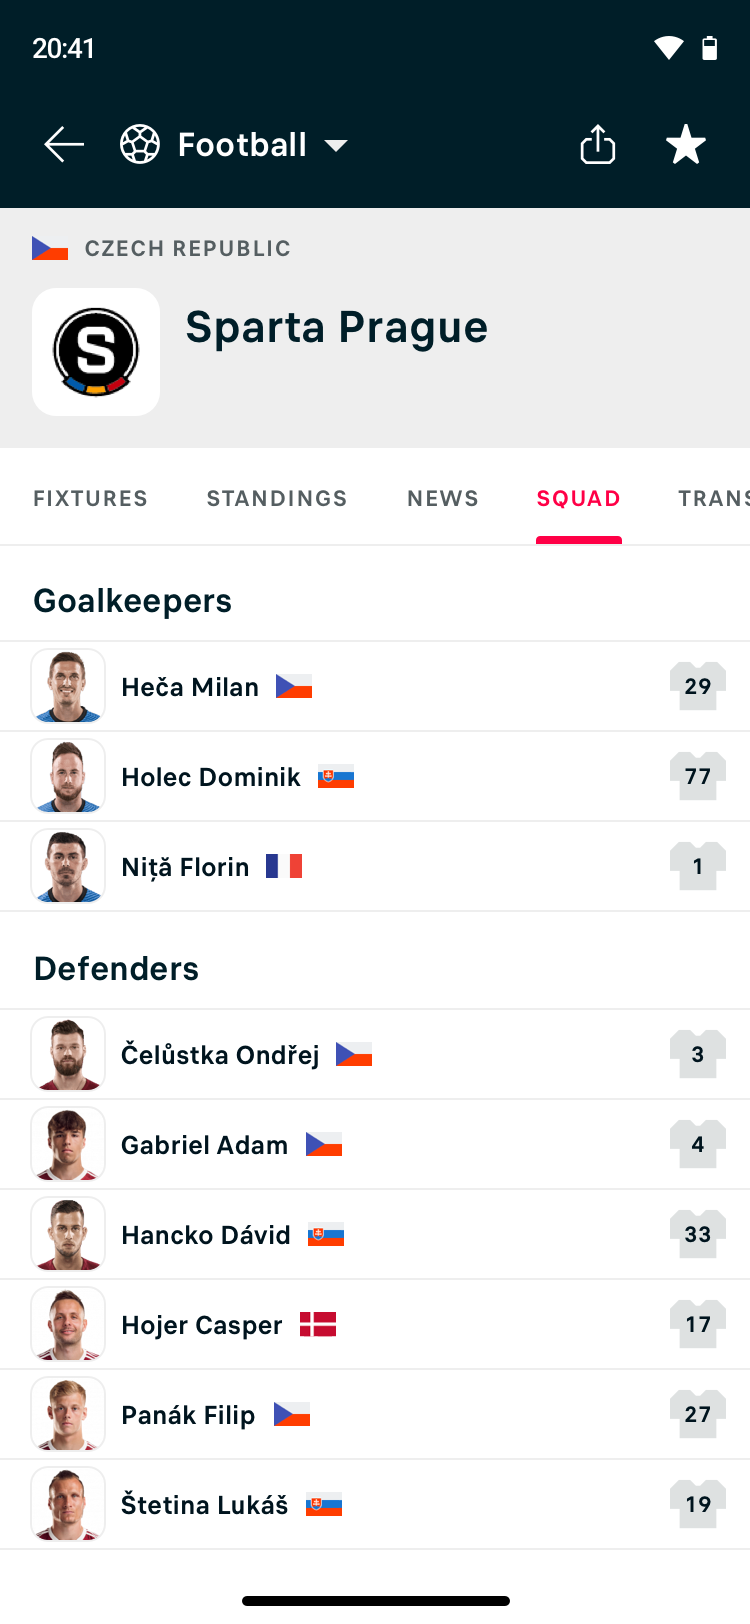 20:41
Football
CZECH REPUBLIC
S
Sparta Prague
FIXTURES STANDINGS NEWS SQUAD TRANS
Goalkeepers
Heča Milan 29
Holec Dominik 77
Niță Florin 1
Defenders
Čelůstka Ondřej 3
Gabriel Adam 4
Hancko Dávid 33
Hojer Casper 17
Panák Filip 27
Štetina Lukáš 19